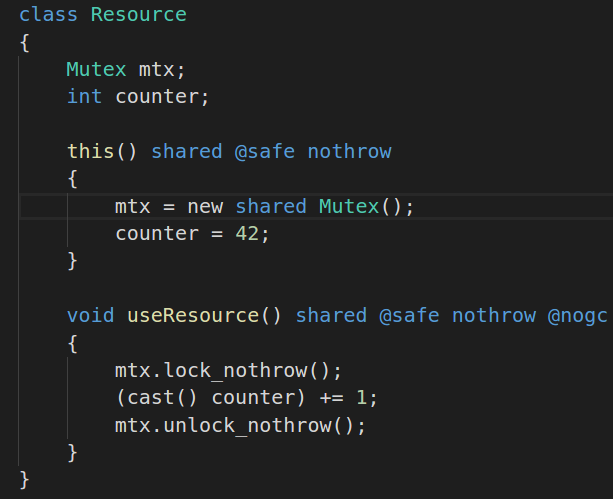 class Resource
{
    Mutex mtx;
    int counter;

    this() shared @safe nothrow
    {
        mtx = new shared Mutex();
        counter = 42;
    }

    void useResource() shared @safe nothrow @nogc
    {
        mtx.lock_nothrow();
        (cast() counter) += 1;
        mtx.unlock_nothrow();
    }
}